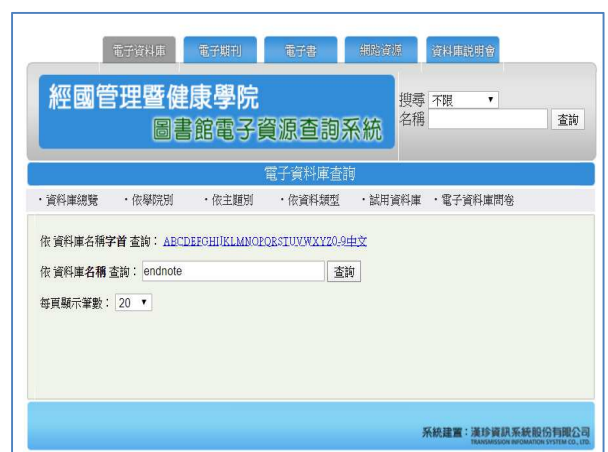 電子資料庫 電子期刊 電子書 網路資源 資料庫說明會
經國管理暨健康學院
圖書館電子資源查詢系統
搜尋 不限
名稱 查詢
電子資料庫查詢
・資料庫總覽 ・依學院別 ・依主題別 ・依資料類型 ・試用資料庫 ・電子資料庫問卷
依 資料庫名稱字首 查詢： ABCDEFGHIJKLMNOPQRSTUVWXYZ0-9中文
依 資料庫名稱 查詢： endnote 查詢
每頁顯示筆數： 20
系統建置：漢珍資訊系統股份有限公司
TRANSMISSION INFOMATION SYSTEM CO., LTD.